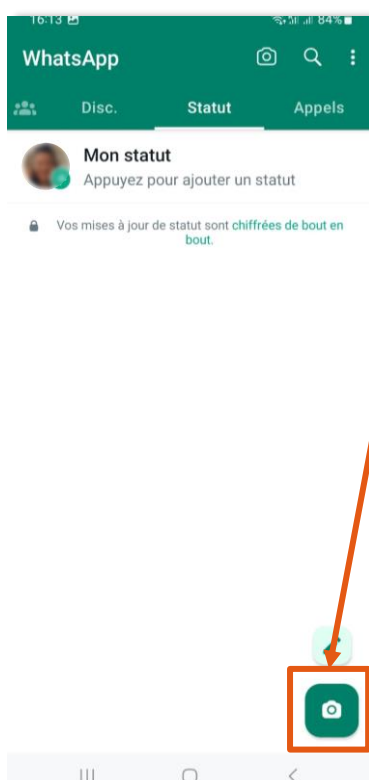 16:13 84%
WhatsApp
Disc. Statut Appels
Mon statut
Appuyez pour ajouter un statut
Vos mises à jour de statut sont chiffrées de bout en
bout.